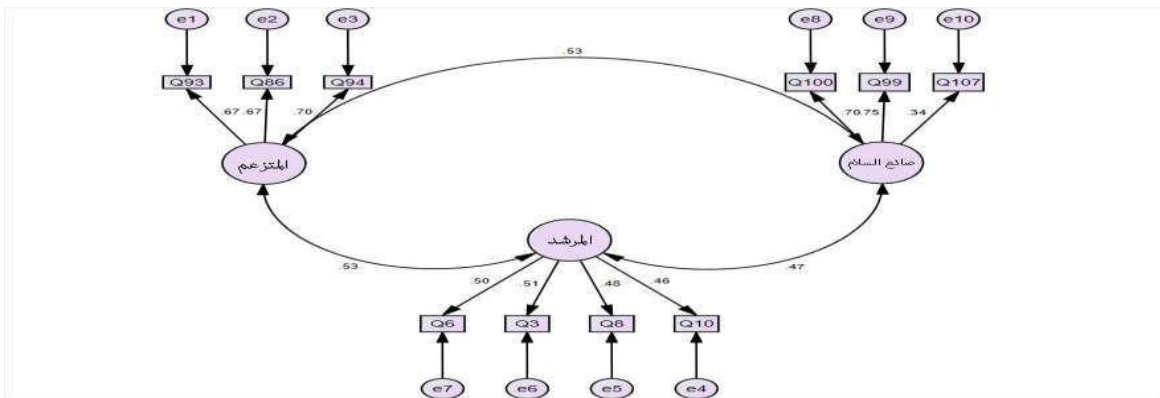 e1 e2 e3 e8 e9 e10
.53
Q93 Q86 Q94 Q100 Q99 Q107
.67 .67 .70 .70 .75 .34
المتزعم
صانع السلام
المرشد
.53 .47
.50 .51 .48 .46
Q6 Q3 Q8 Q10
e7 e6 e5 e4